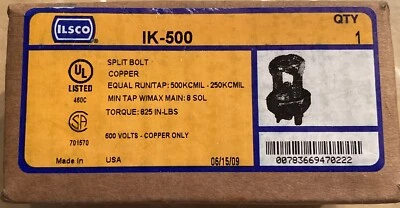 ILSCO
IK-500
QTY
1
UL
LISTED
460C
SPLIT BOLT
COPPER
EQUAL RUN/TAP: 500KCMIL - 250KCMIL
MIN TAP W/MAX MAIN: 8 SOL
TORQUE: 825 IN-LBS
SA
701570
600 VOLTS - COPPER ONLY
Made in
USA
06/15/09
00783669470222